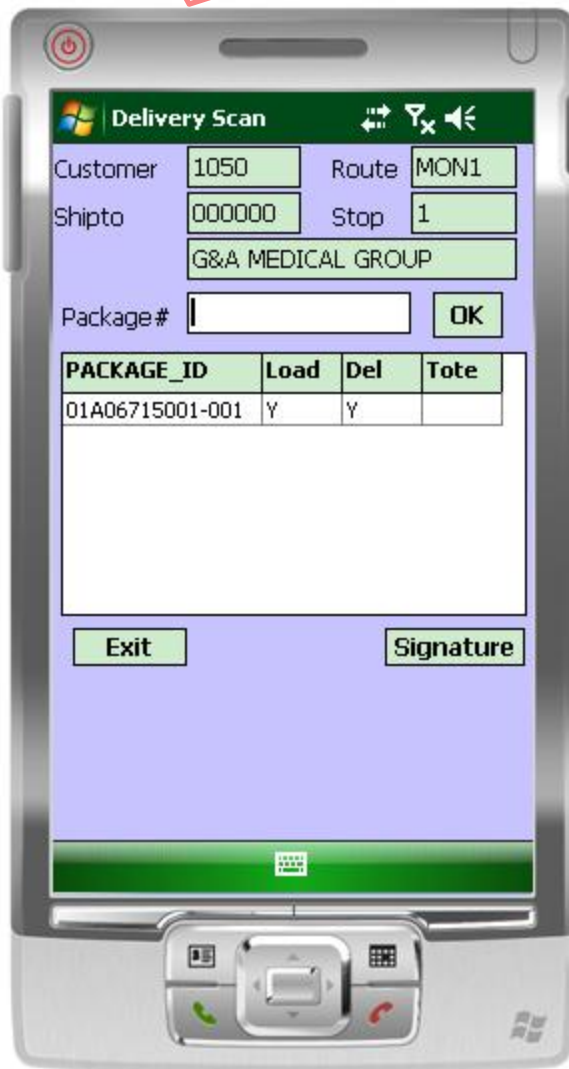 Delivery Scan
Customer 1050 Route MON1
Shipto 000000 Stop 1
G&A MEDICAL GROUP
Package# OK
PACKAGE_ID Load Del Tote
01A06715001-001 Y Y
Exit Signature